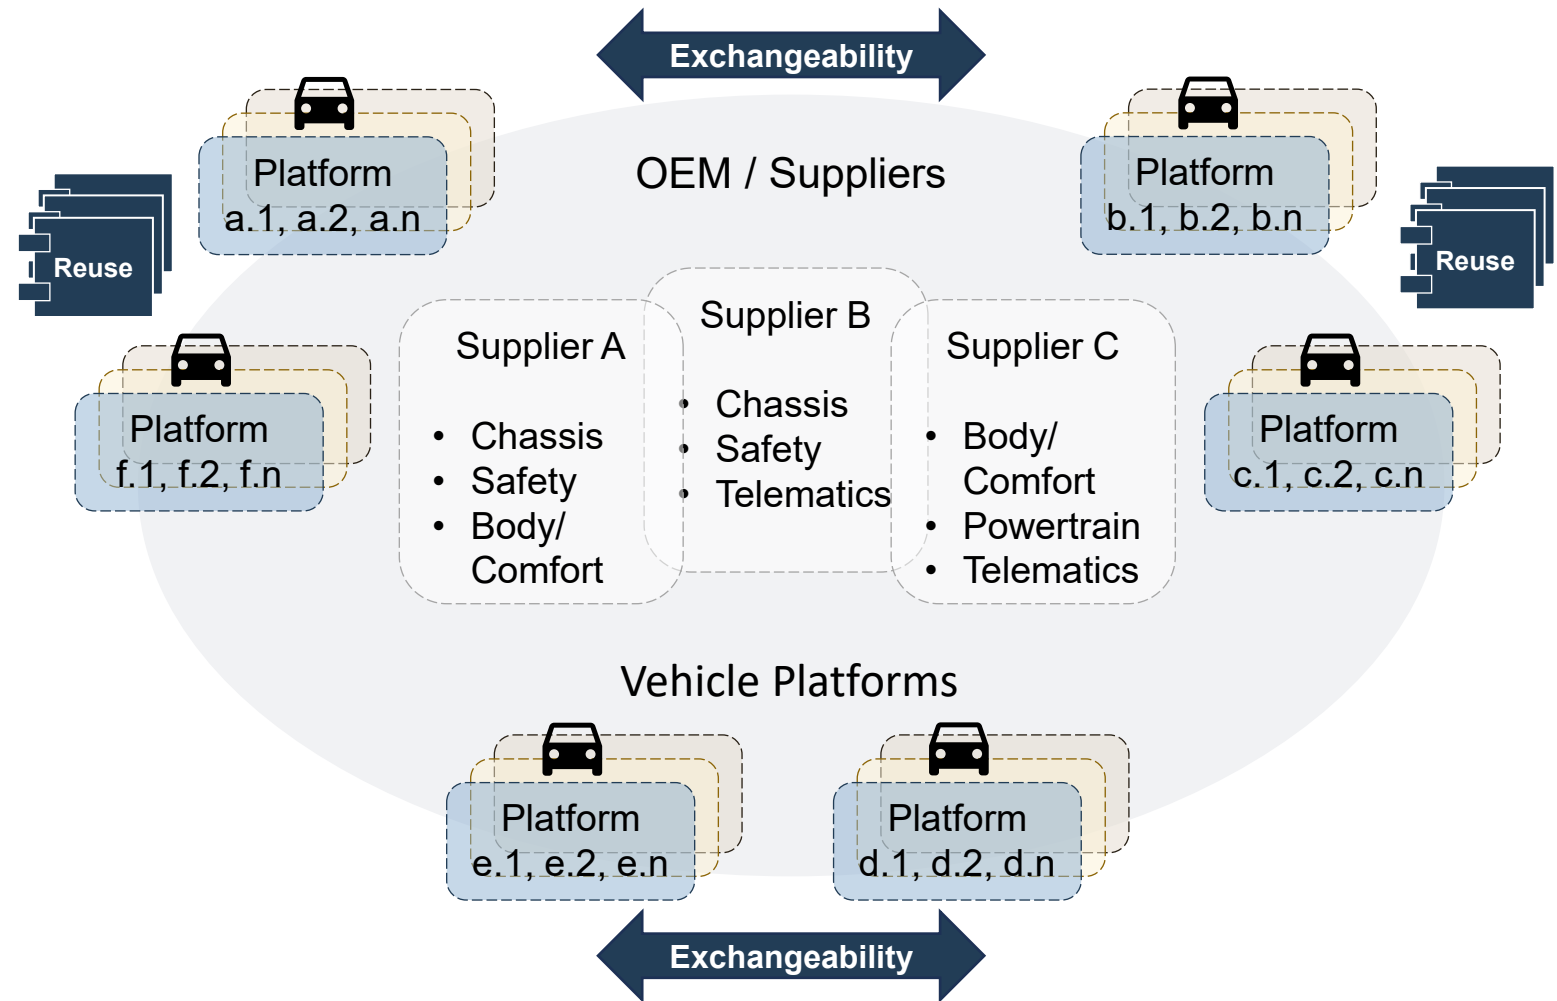 Exchangeability
OEM / Suppliers
Platform
a.1, a.2, a.n
Platform
b.1, b.2, b.n
Reuse
Reuse
Supplier A
• Chassis
• Safety
• Body/
Comfort
Supplier B
• Chassis
• Safety
• Telematics
Supplier C
• Body/
Comfort
• Powertrain
• Telematics
Platform
f.1, f.2, f.n
Platform
c.1, c.2, c.n
Vehicle Platforms
Platform
e.1, e.2, e.n
Platform
d.1, d.2, d.n
Exchangeability